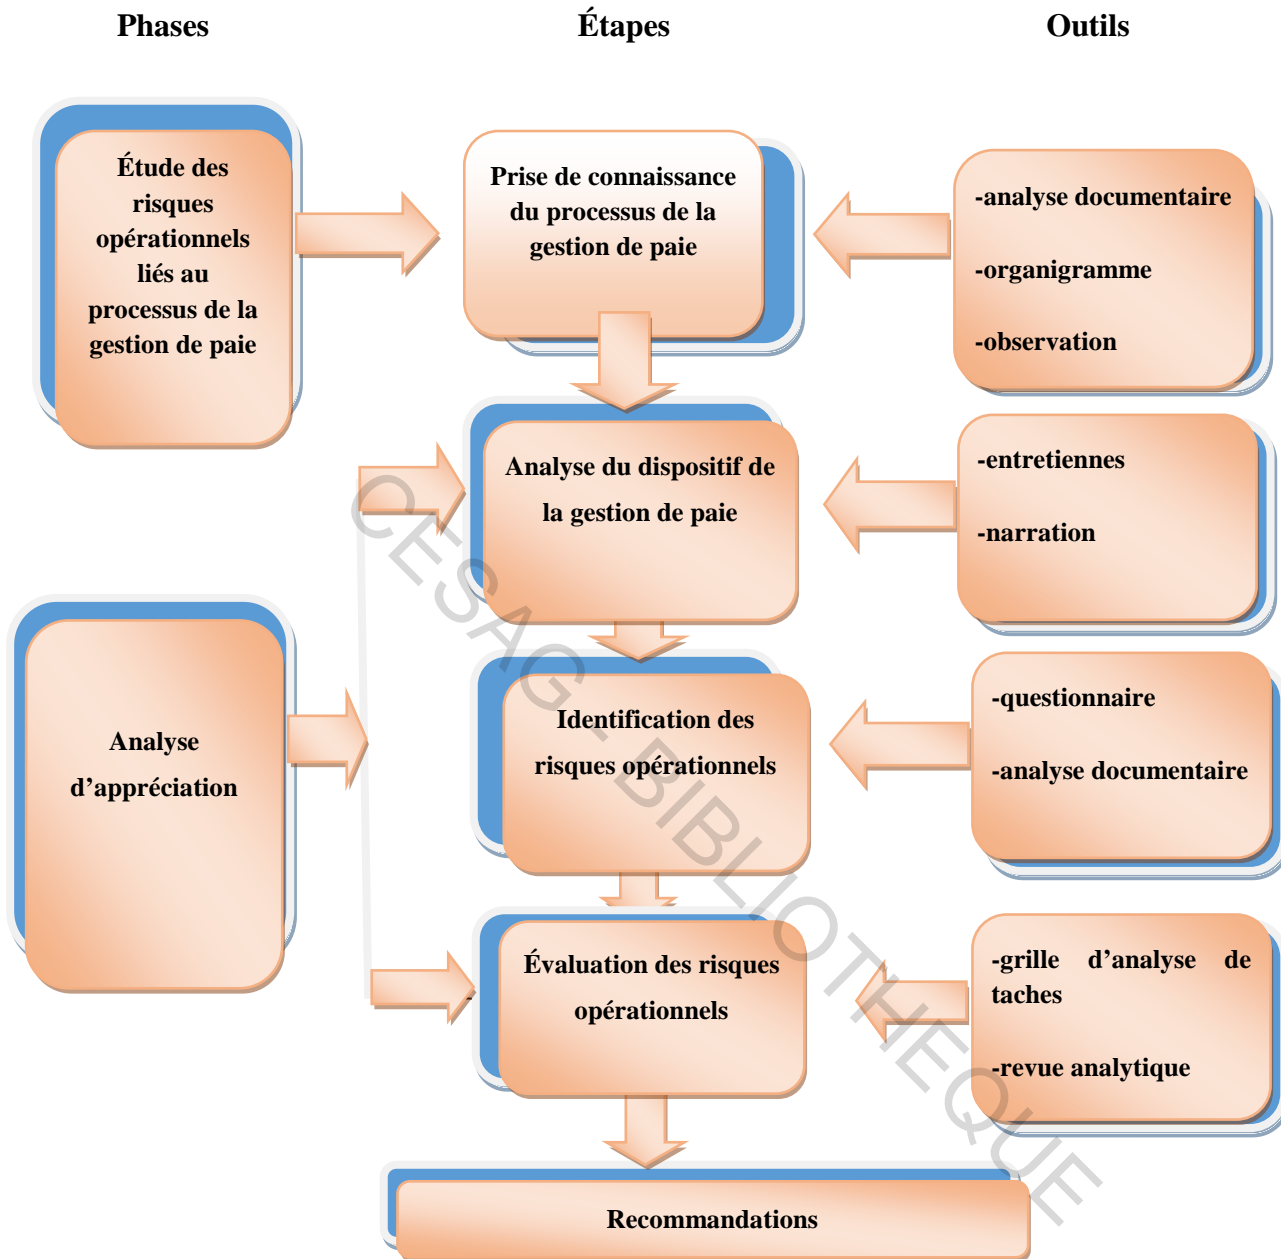 Phases
Étapes
Outils
Étude des
risques
opérationnels
liés au
processus de la
gestion de paie
Prise de connaissance
du processus de la
gestion de paie
-analyse documentaire
-organigramme
-observation
Analyse du dispositif de
la gestion de paie
-entretiennes
-narration
Analyse
d’appréciation
Identification des
risques opérationnels
-questionnaire
-analyse documentaire
Évaluation des risques
opérationnels
-
-grille d’analyse de
taches
-revue analytique
Recommandations
CESAG - BIBLIOTHEQUE